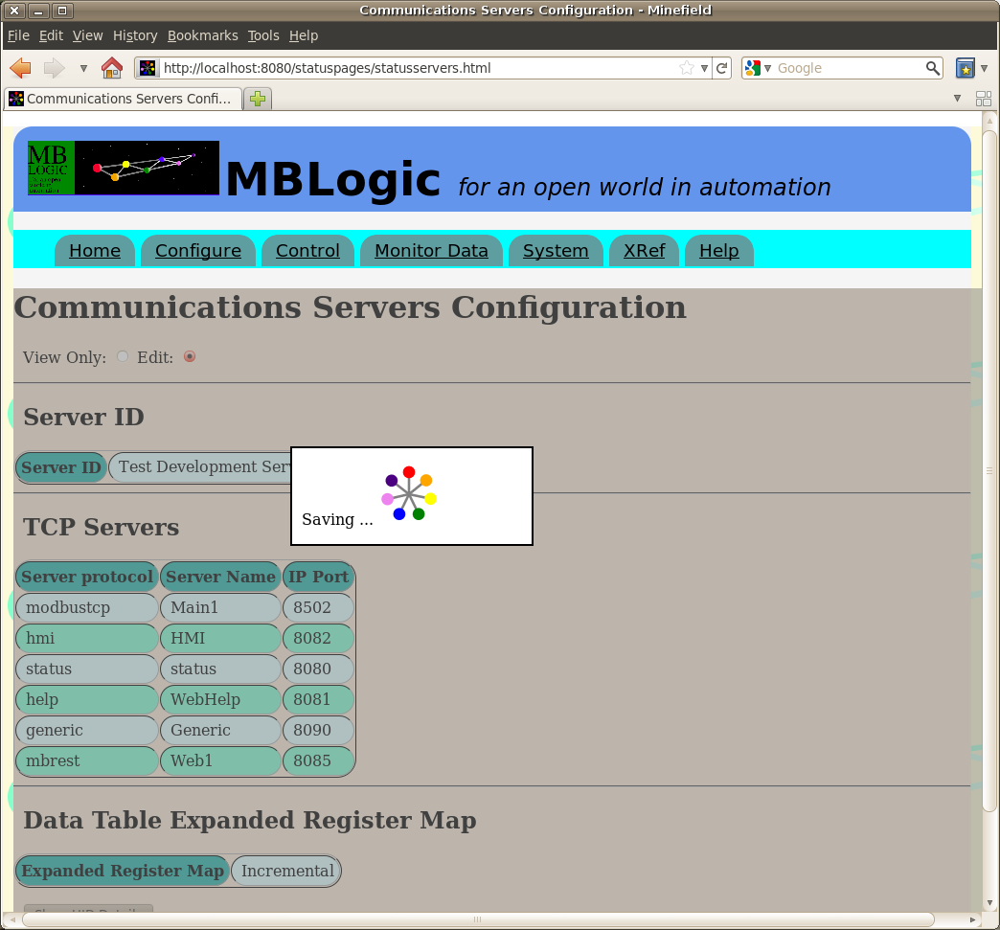 Communications Servers Configuration - Minefield
File Edit View History Bookmarks Tools Help
http://localhost:8080/statuspages/statusservers.html Google
Communications Servers Confi...
MB
LOGIC
MBLogic for an open world in automation
Home Configure Control Monitor Data System XRef Help
Communications Servers Configuration
View Only: Edit:
Server ID
Server ID Test Development Ser
Saving ...
TCP Servers
Server protocol Server Name IP Port
modbustcp Main1 8502
hmi HMI 8082
status status 8080
help WebHelp 8081
generic Generic 8090
mbrest Web1 8085
Data Table Expanded Register Map
Expanded Register Map Incremental